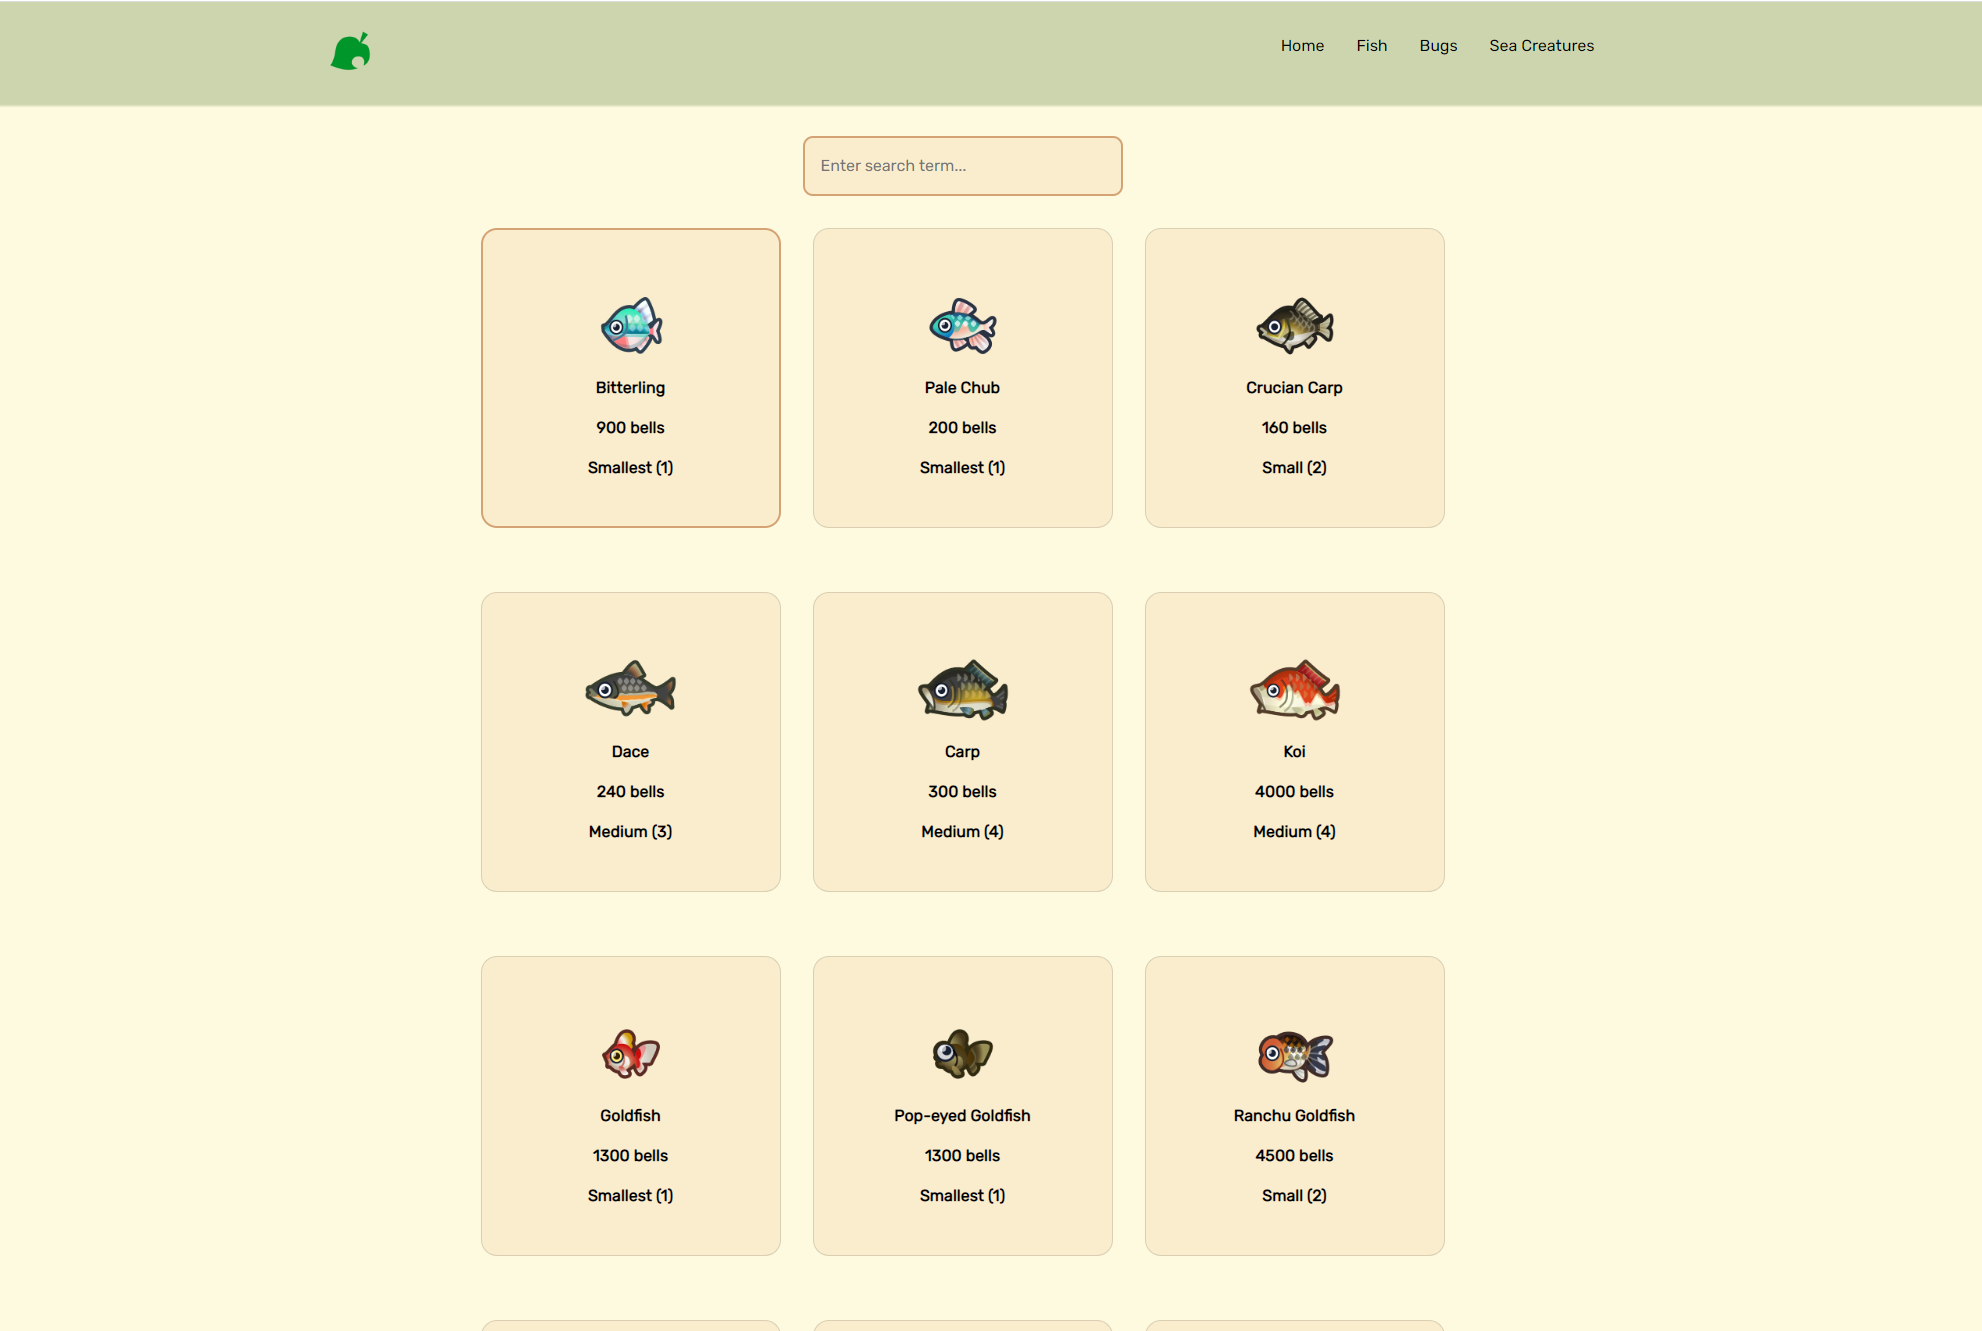 Home Fish Bugs Sea Creatures
Enter search term...
Bitterling
900 bells
Smallest (1)
Pale Chub
200 bells
Smallest (1)
Crucian Carp
160 bells
Small (2)
Dace
240 bells
Medium (3)
Carp
300 bells
Medium (4)
Koi
4000 bells
Medium (4)
Goldfish
1300 bells
Smallest (1)
Pop-eyed Goldfish
1300 bells
Smallest (1)
Ranchu Goldfish
4500 bells
Small (2)